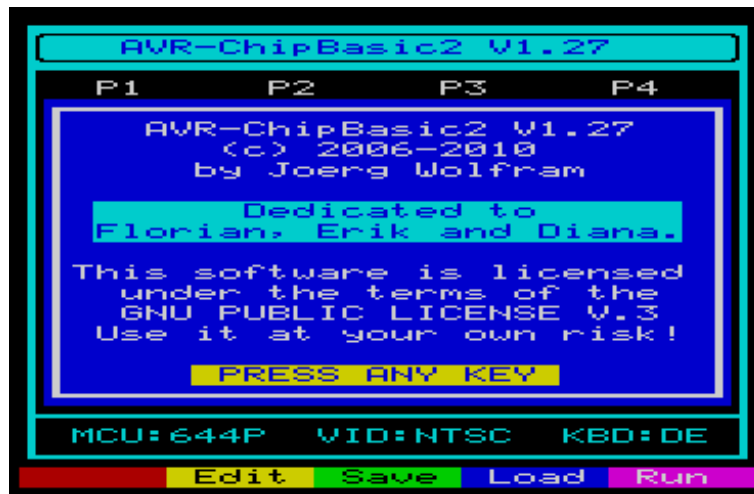 AVR-ChipBasic2 V1.27
P1 P2 P3 P4
AVR-ChipBasic2 V1.27
(c) 2006-2010
by Joerg Wolfram
Dedicated to
Florian, Erik and Diana.
This software is licensed
under the terms of the
GNU PUBLIC LICENSE V.3
Use it at your own risk!
PRESS ANY KEY
MCU:644P VID:NTSC KBD:DE
Edit Save Load Run